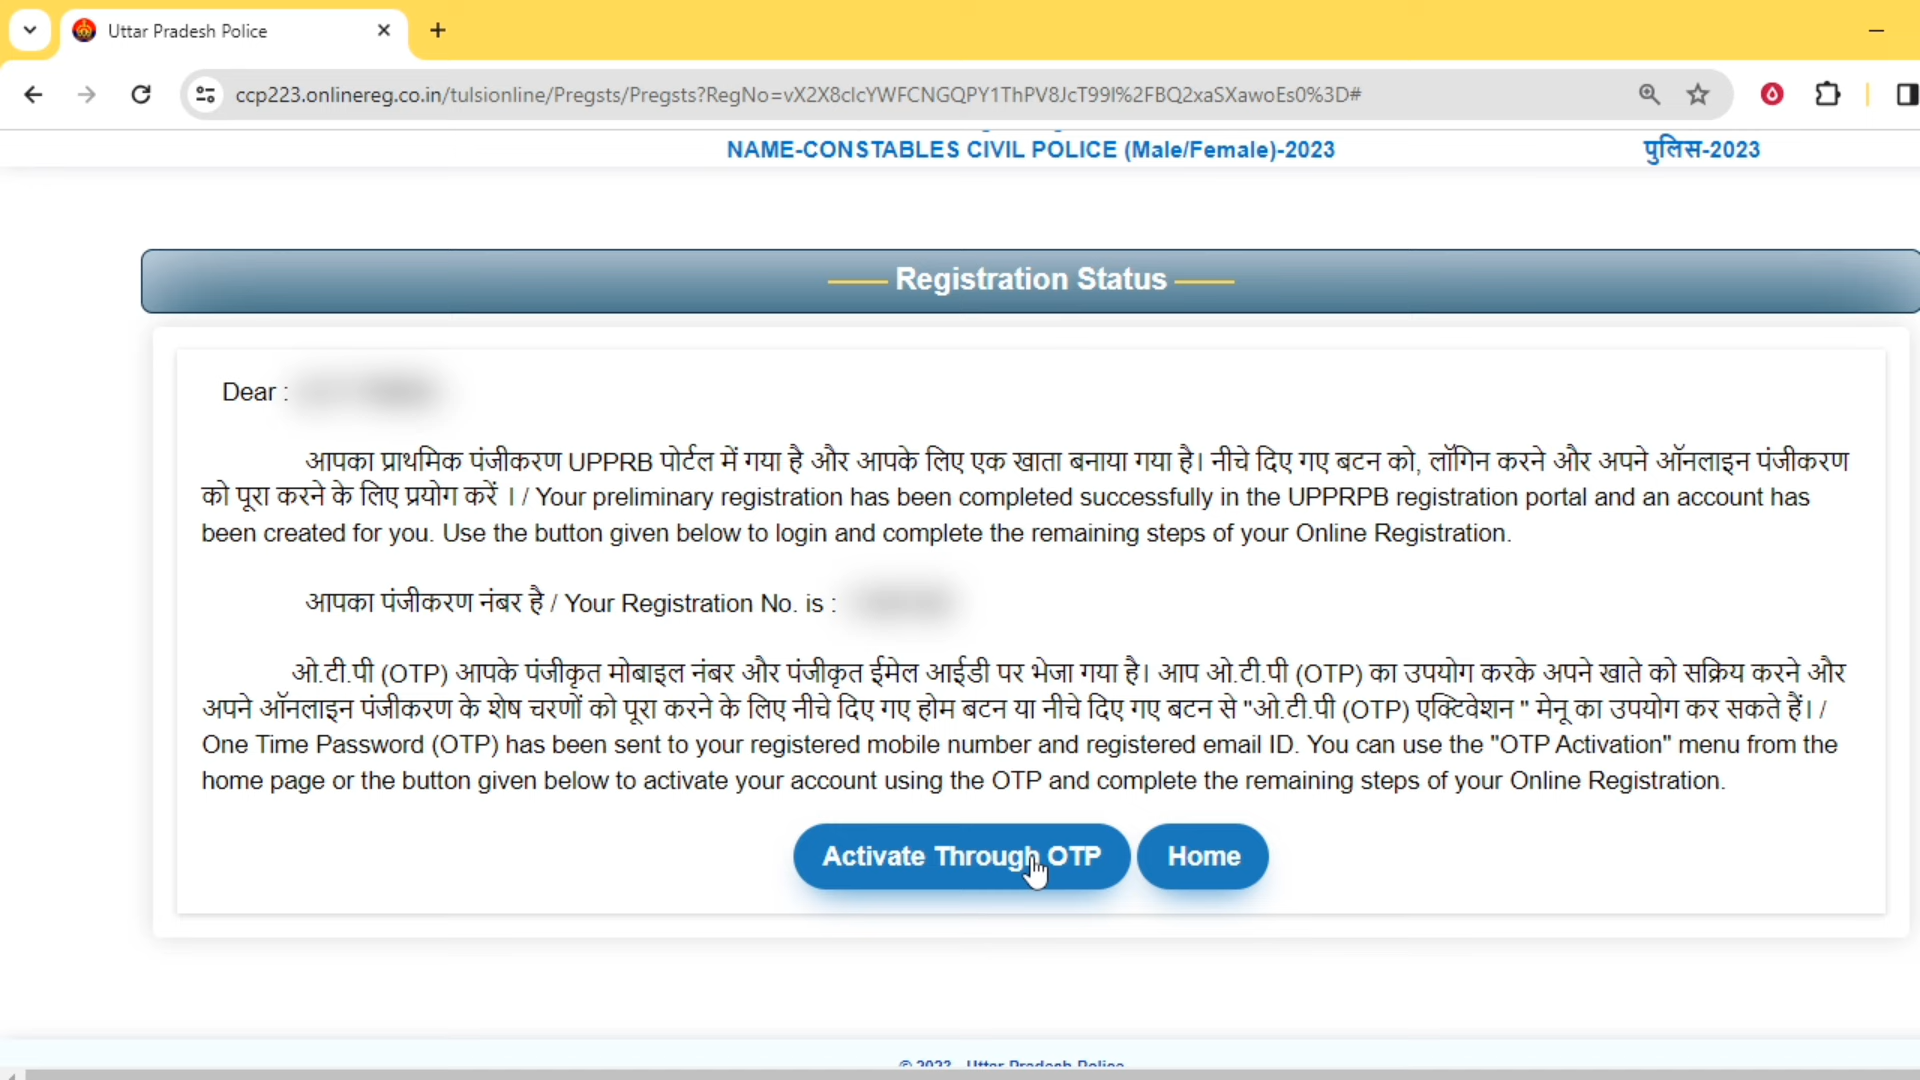 Uttar Pradesh Police
ccp223.onlinereg.co.in/tulsionline/Pregsts/Pregsts?RegNo=vX2X8cIcYWFCNGQPY1ThPV8JcT99I%2FBQ2xaSXawoEs0%3D#
NAME-CONSTABLES CIVIL POLICE (Male/Female)-2023 पुलिस-2023
Registration Status
Dear :
आपका प्राथमिक पंजीकरण UPPRB पोर्टल में गया है और आपके लिए एक खाता बनाया गया है। नीचे दिए गए बटन को, लॉगिन करने और अपने ऑनलाइन पंजीकरण
को पूरा करने के लिए प्रयोग करें । / Your preliminary registration has been completed successfully in the UPPRPB registration portal and an account has
been created for you. Use the button given below to login and complete the remaining steps of your Online Registration.
आपका पंजीकरण नंबर है / Your Registration No. is :
ओ.टी.पी (OTP) आपके पंजीकृत मोबाइल नंबर और पंजीकृत ईमेल आईडी पर भेजा गया है। आप ओ.टी.पी (OTP) का उपयोग करके अपने खाते को सक्रिय करने और
अपने ऑनलाइन पंजीकरण के शेष चरणों को पूरा करने के लिए नीचे दिए गए होम बटन या नीचे दिए गए बटन से "ओ.टी.पी (OTP) एक्टिवेशन " मेनू का उपयोग कर सकते हैं। /
One Time Password (OTP) has been sent to your registered mobile number and registered email ID. You can use the "OTP Activation" menu from the
home page or the button given below to activate your account using the OTP and complete the remaining steps of your Online Registration.
Activate Through OTP Home
© 2023 - Uttar Pradesh Police